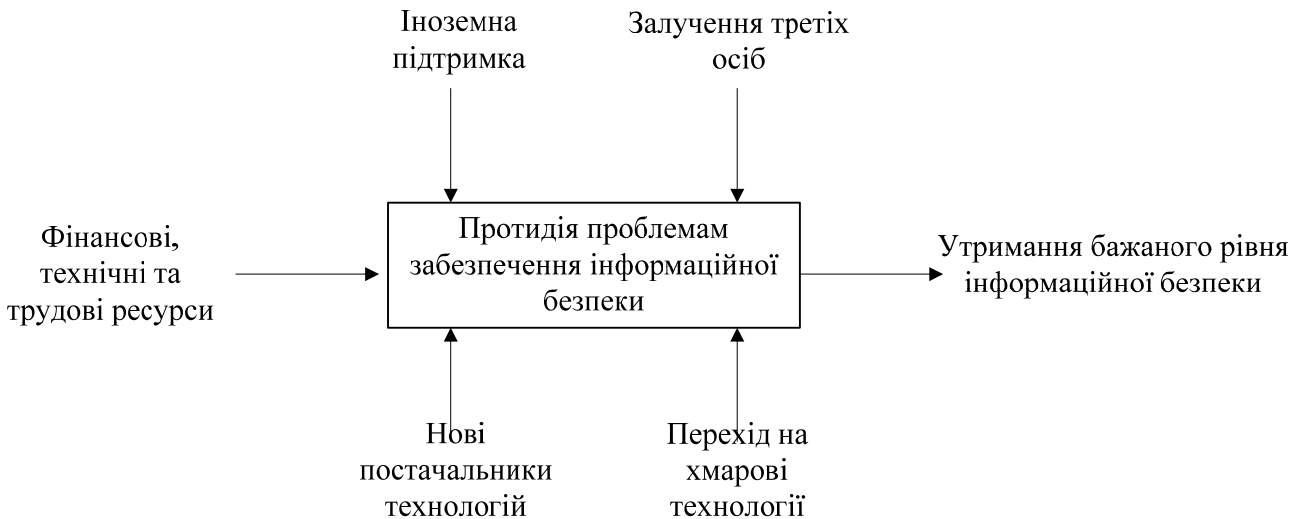 Іноземна
підтримка
Залучення третіх
осіб
Фінансові,
технічні та
трудові ресурси
Протидія проблемам
забезпечення інформаційної
безпеки
Утримання бажаного рівня
інформаційної безпеки
Нові
постачальники
технологій
Перехід на
хмарові
технології